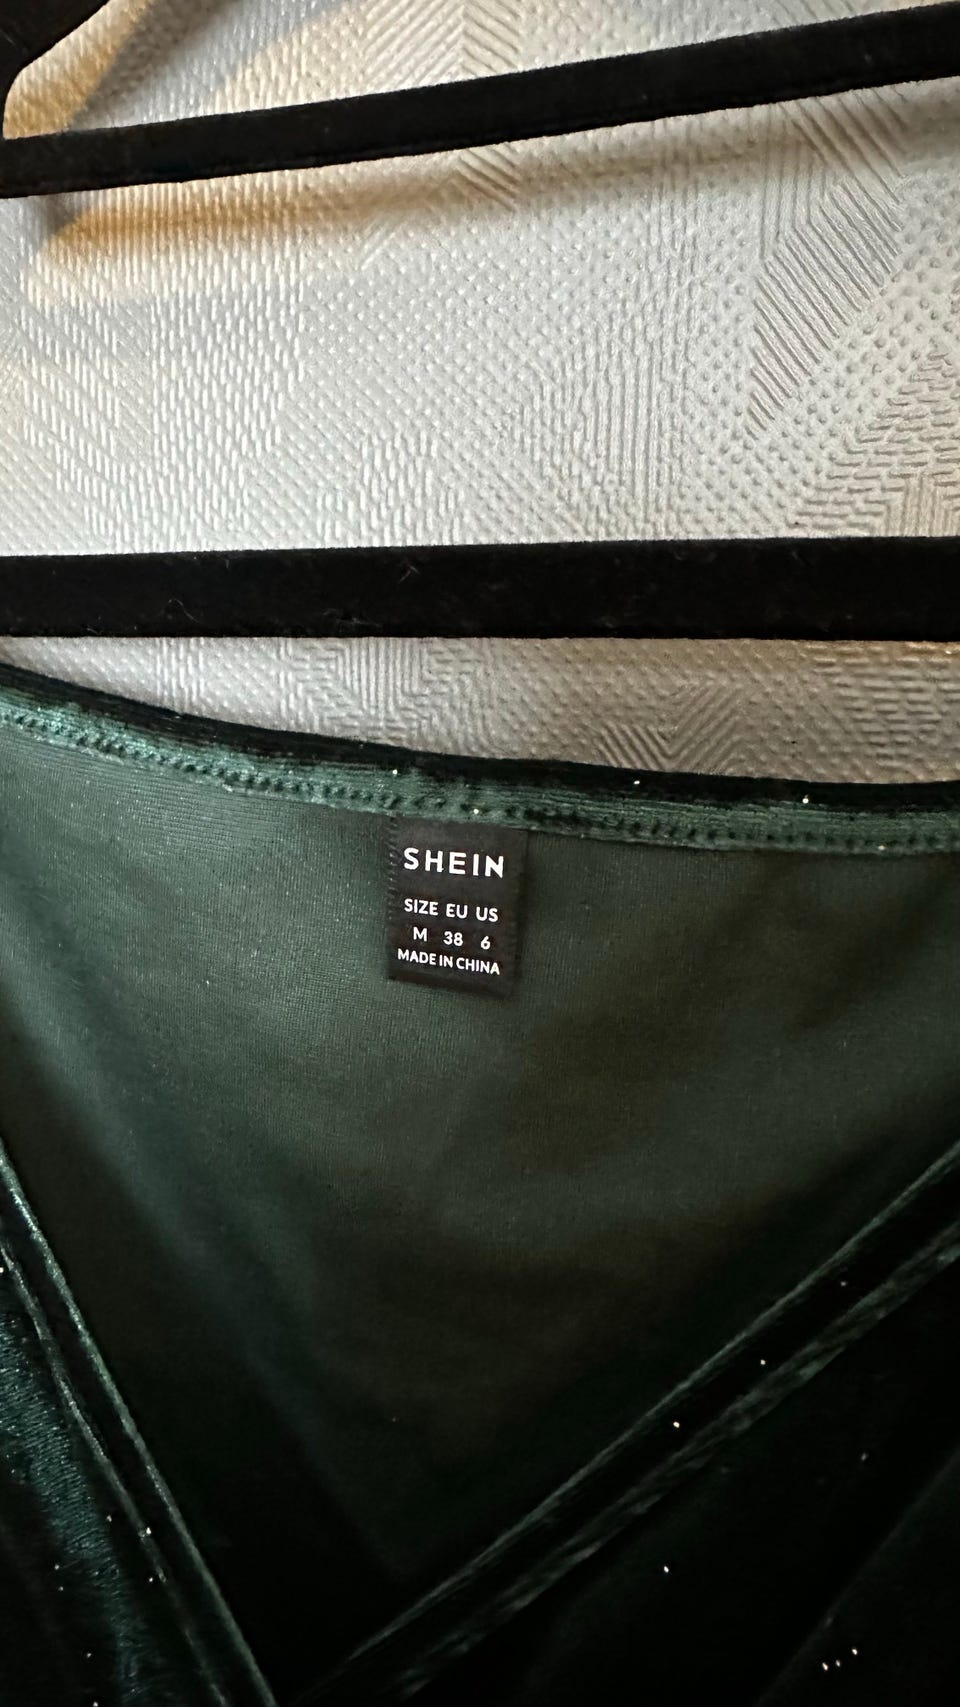 SHEIN
SIZE EU US
M 38 6
MADE IN CHINA